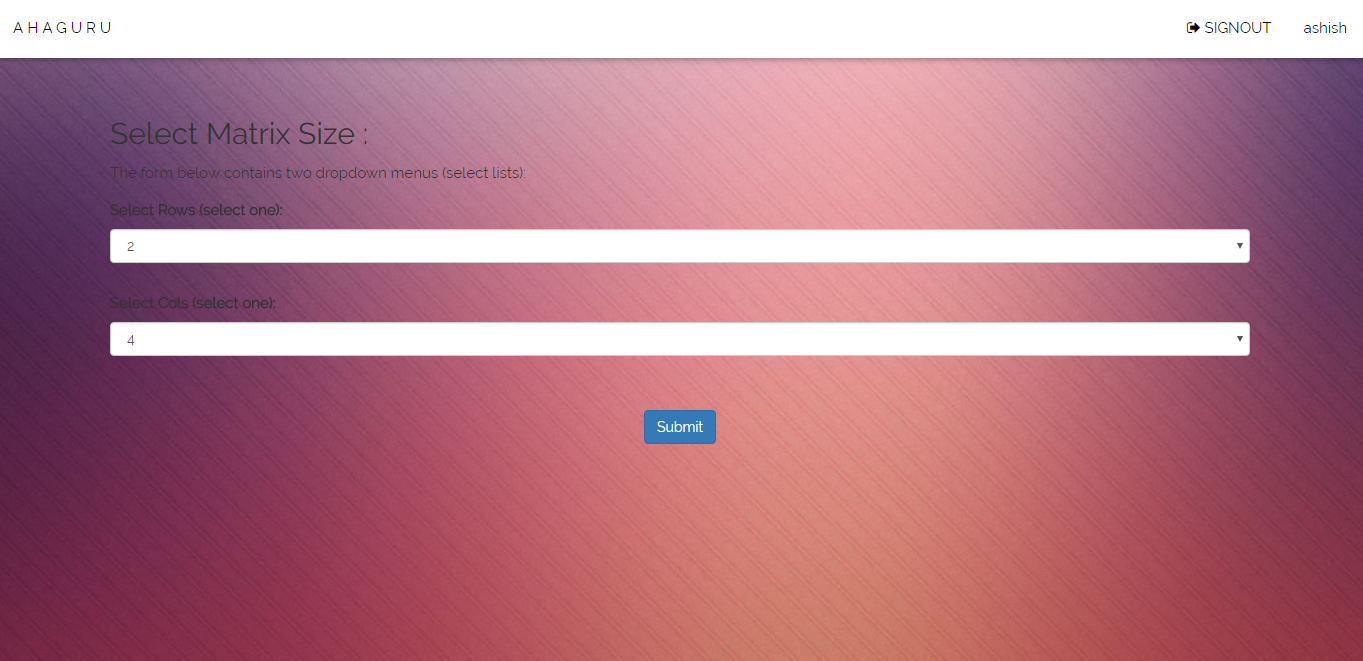 AHAGURU SIGNOUT ashish
Select Matrix Size :
The form below contains two dropdown menus (select lists):
Select Rows (select one):
2
Select Cols (select one):
4
Submit